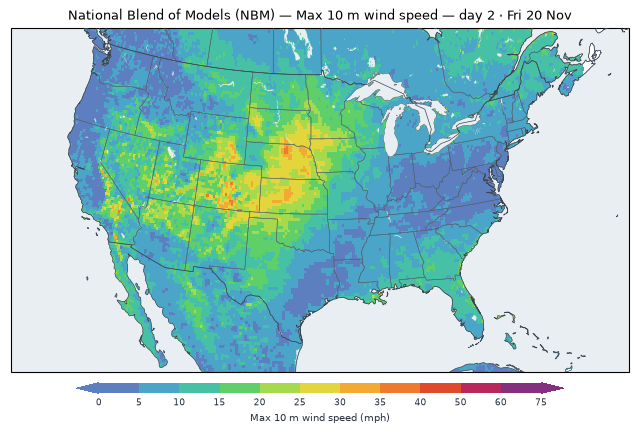 National Blend of Models (NBM) — Max 10 m wind speed — day 2 · Fri 20 Nov
0 5 10 15 20 25 30 35 40 50 60 75
Max 10 m wind speed (mph)